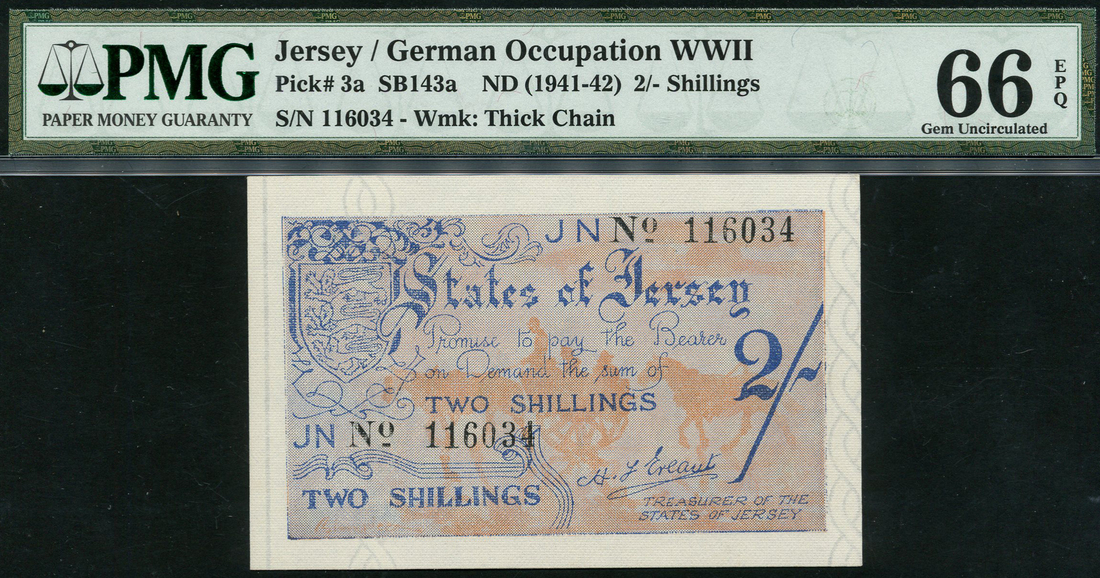 PMG
PAPER MONEY GUARANTY
Jersey / German Occupation WWII
Pick# 3a SB143a ND (1941-42) 2/- Shillings
S/N 116034 - Wmk: Thick Chain
66
EPQ
Gem Uncirculated
JN Nº 116034
States of Jersey
Promise to pay the Bearer
on Demand the sum of
2/-
TWO SHILLINGS
JN Nº 116034
TWO SHILLINGS
H F Ereaut
TREASURER OF THE
STATES OF JERSEY